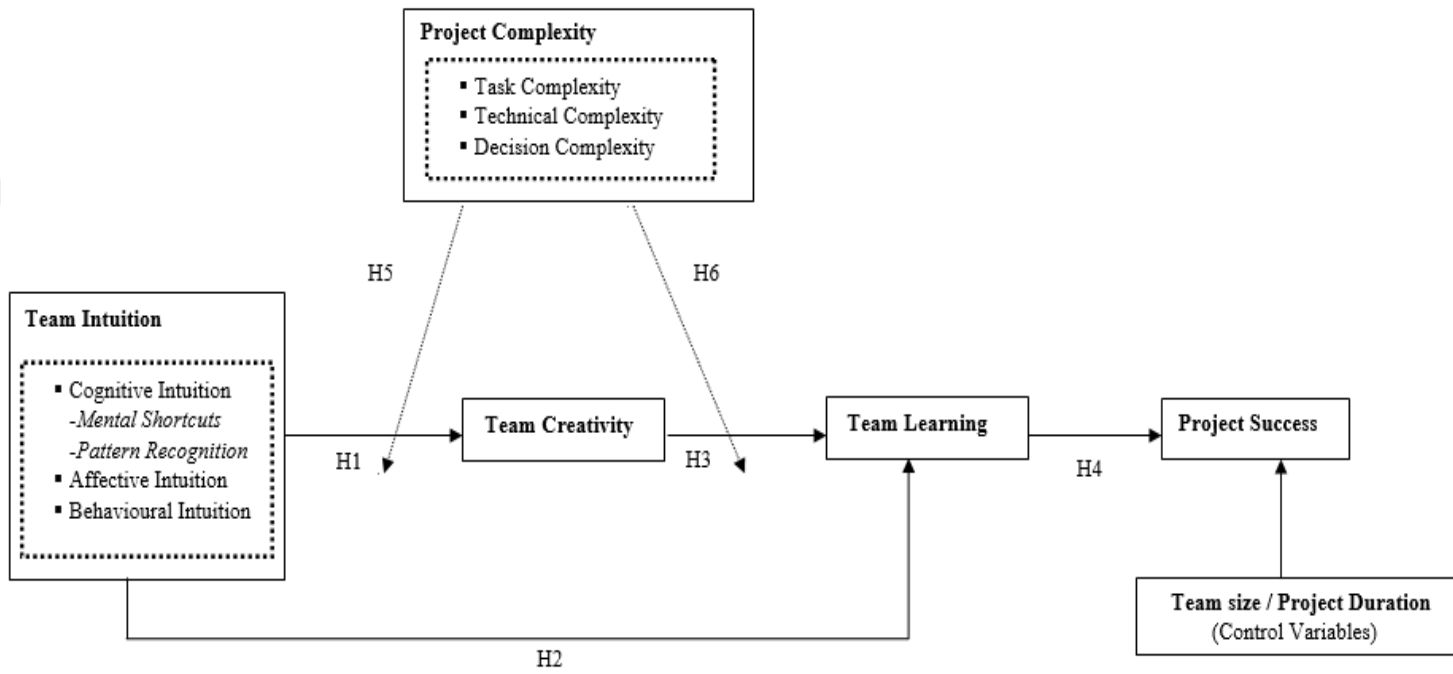 Project Complexity
▪ Task Complexity
▪ Technical Complexity
▪ Decision Complexity
H5
H6
Team Intuition
▪ Cognitive Intuition
-Mental Shortcuts
-Pattern Recognition
▪ Affective Intuition
▪ Behavioural Intuition
H1
Team Creativity
H3
Team Learning
H4
Project Success
Team size / Project Duration
(Control Variables)
H2